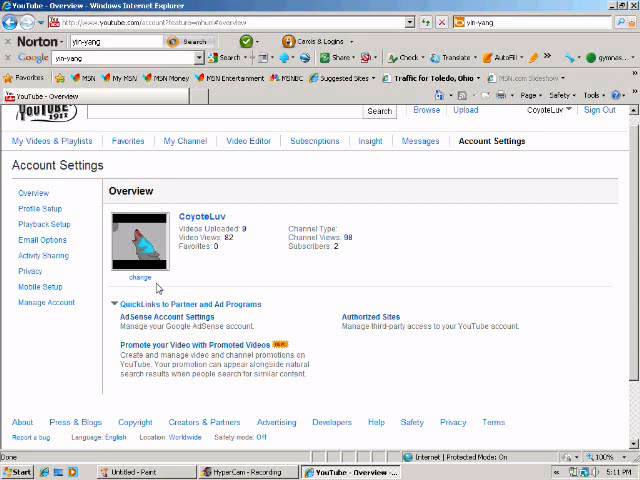 YouTube - Overview - Windows Internet Explorer
http://www.youtube.com/account?feature=mhum#overview
yin-yang
Norton
yin-yang
Search
Cards & Logins
Google
yin-yang
Search
Share
Check
Translate
AutoFill
gymnas
Favorites
MSN
My MSN
MSN Money
MSN Entertainment
MSNBC
Suggested Sites
Traffic for Toledo, Ohio
MSN.com Slideshow
YouTube - Overview
Page
Safety
Tools
YOUTUBE
1911
Search
Browse
Upload
CoyoteLuv
Sign Out
My Videos & Playlists
Favorites
My Channel
Video Editor
Subscriptions
Insight
Messages
Account Settings
Account Settings
Overview
Profile Setup
Playback Setup
Email Options
Activity Sharing
Privacy
Mobile Setup
Manage Account
Overview
CoyoteLuv
Videos Uploaded: 9
Video Views: 82
Favorites: 0
Channel Type:
Channel Views: 98
Subscribers: 2
change
QuickLinks to Partner and Ad Programs
AdSense Account Settings
Manage your Google AdSense account.
Authorized Sites
Manage third-party access to your YouTube account.
Promote your Video with Promoted Videos
Create and manage video and channel promotions on
YouTube. Your promotion can appear alongside natural
search results when people search for similar content.
About
Press & Blogs
Copyright
Creators & Partners
Advertising
Developers
Help
Safety
Privacy
Terms
Report a bug
Language: English
Location: Worldwide
Safety mode: Off
Done
Internet | Protected Mode: On
100%
Start
Untitled - Paint
HyperCam - Recording
YouTube - Overview -...
5:11 PM